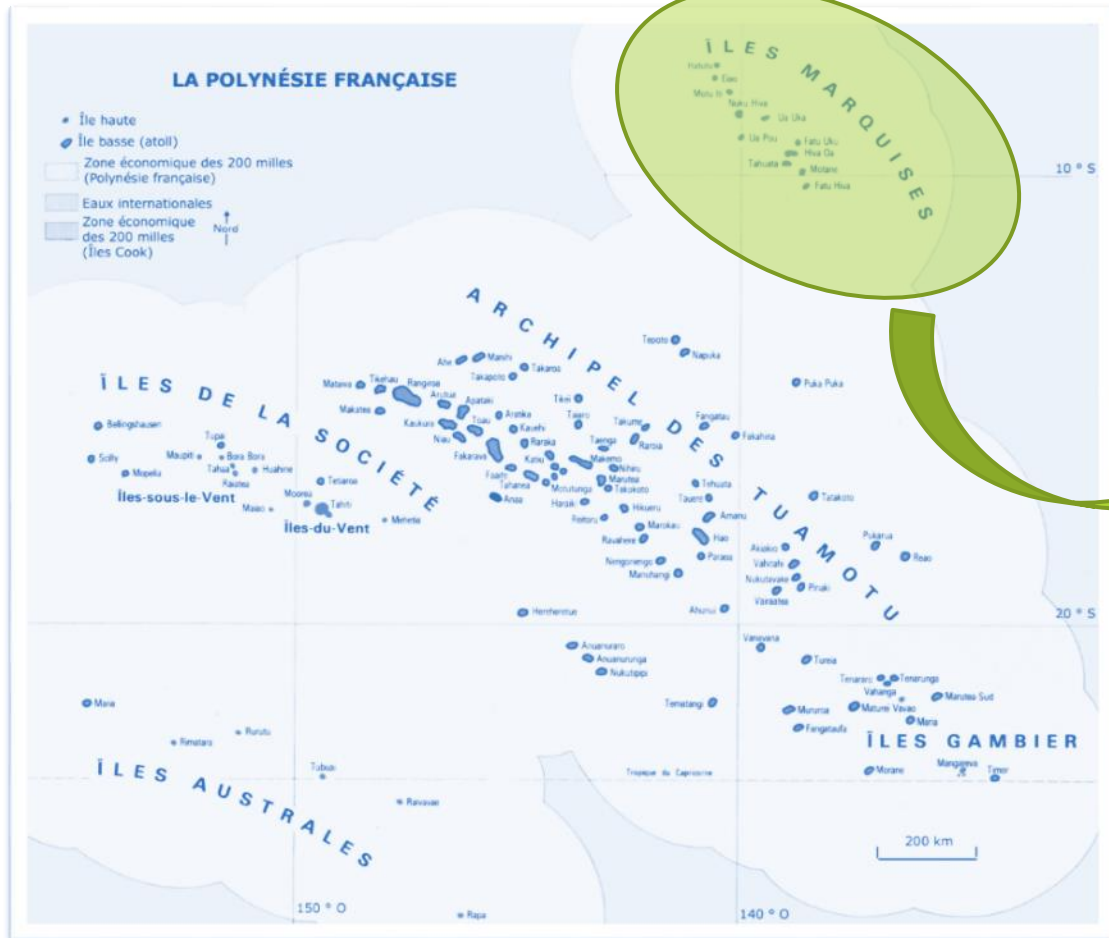 LA POLYNÉSIE FRANÇAISE
Île haute
Île basse (atoll)
Zone économique des 200 milles
(Polynésie française)
Eaux internationales
Zone économique
des 200 milles
(Îles Cook)
Nord
ÎLES MARQUISES
Eiao
Nuku Hiva
Ua Uka
Ua Pou
Fatu Uku
Hiva Oa
Tahuata
Motane
Fatu Hiva
10 ° S
ARCHIPEL DES TUAMOTU
Tepoto
Napuka
Puka Puka
Ahe
Manihi
Takaroa
Takapoto
Mataiva
Tikehau
Rangiroa
Makatea
Arutua
Apataki
Kaukura
Toau
Niau
Aratika
Kauehi
Raraka
Fakarava
Faaite
Katiu
Tahanea
Anaa
Motutunga
Haraiki
Tikei
Taiaro
Takume
Raroia
Taenga
Makemo
Nihiru
Marutea
Takokoto
Hikueru
Reitoru
Marokau
Ravahere
Nengonengo
Manuhangi
Fangatau
Fakahina
Tehuata
Tauere
Amanu
Hao
Paraoa
Ahunui
Tatakoto
Pukarua
Reao
Akiakio
Vahitahi
Nukutavake
Pinaki
Vairaatea
ÎLES DE LA SOCIÉTÉ
Bellingshausen
Scilly
Mopelia
Tupai
Maupiti
Bora Bora
Tahaa
Huahine
Raiatea
Îles-sous-le-Vent
Maiao
Moorea
Tetiaroa
Tahiti
Mehetia
Îles-du-Vent
Hereheretue
20 ° S
Anuanuraro
Anuanurunga
Nukutipipi
Vanavana
Tureia
Tematangi
Tenararo
Tenarunga
Vahanga
Marutea Sud
Mururoa
Maturei Vavao
Maria
Fangataufa
ÎLES GAMBIER
Morane
Mangareva
Timoe
Maria
Rurutu
Rimatara
Tubuai
Raivavae
ÎLES AUSTRALES
Tropique du Capricorne
200 km
150 ° O
140 ° O
Rapa